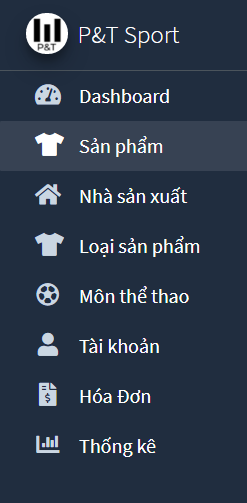 P&T
P&T Sport
Dashboard
Sản phẩm
Nhà sản xuất
Loại sản phẩm
Môn thể thao
Tài khoản
Hóa Đơn
Thống kê